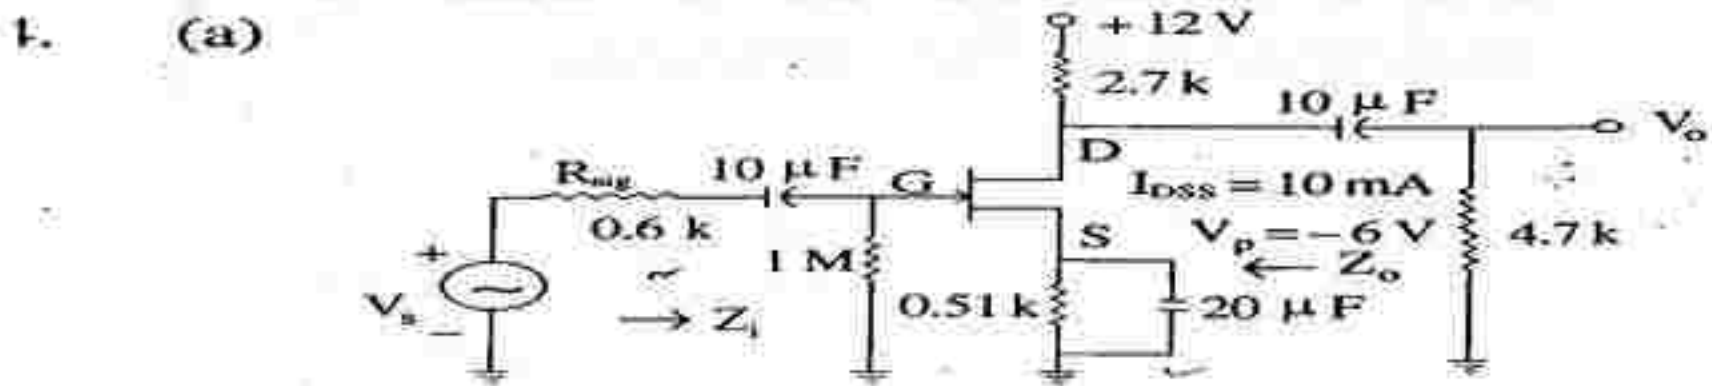 1. (a)
+ 12 V
2.7 k
10 μ F
V₀
D
R_sig
10 μ F
G
I_DSS = 10 mA
0.6 k
S
V_p = − 6 V
4.7 k
+
1 M
← Z₀
V_s
−
→ Z_i
0.51 k
20 μ F